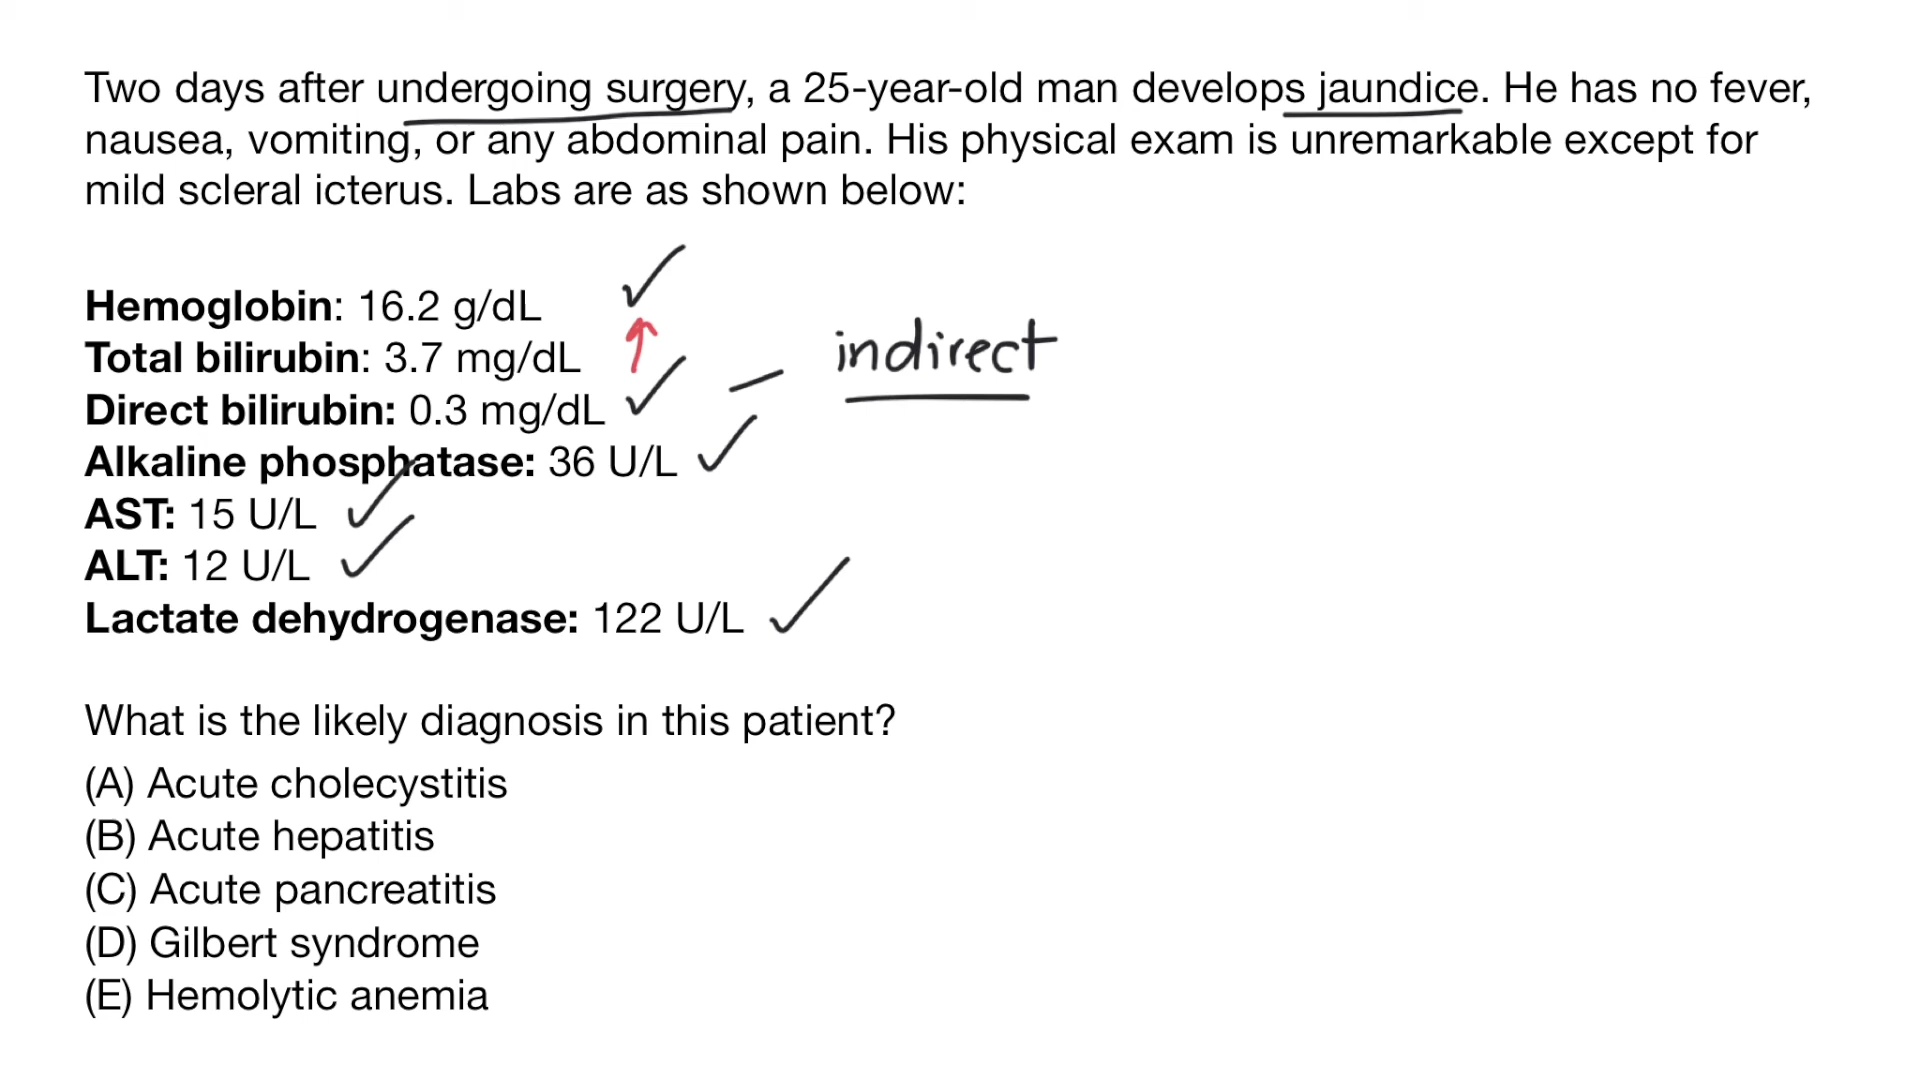 Two days after undergoing surgery, a 25-year-old man develops jaundice. He has no fever,
nausea, vomiting, or any abdominal pain. His physical exam is unremarkable except for
mild scleral icterus. Labs are as shown below:
Hemoglobin: 16.2 g/dL
Total bilirubin: 3.7 mg/dL
indirect
Direct bilirubin: 0.3 mg/dL
Alkaline phosphatase: 36 U/L
AST: 15 U/L
ALT: 12 U/L
Lactate dehydrogenase: 122 U/L
What is the likely diagnosis in this patient?
(A) Acute cholecystitis
(B) Acute hepatitis
(C) Acute pancreatitis
(D) Gilbert syndrome
(E) Hemolytic anemia